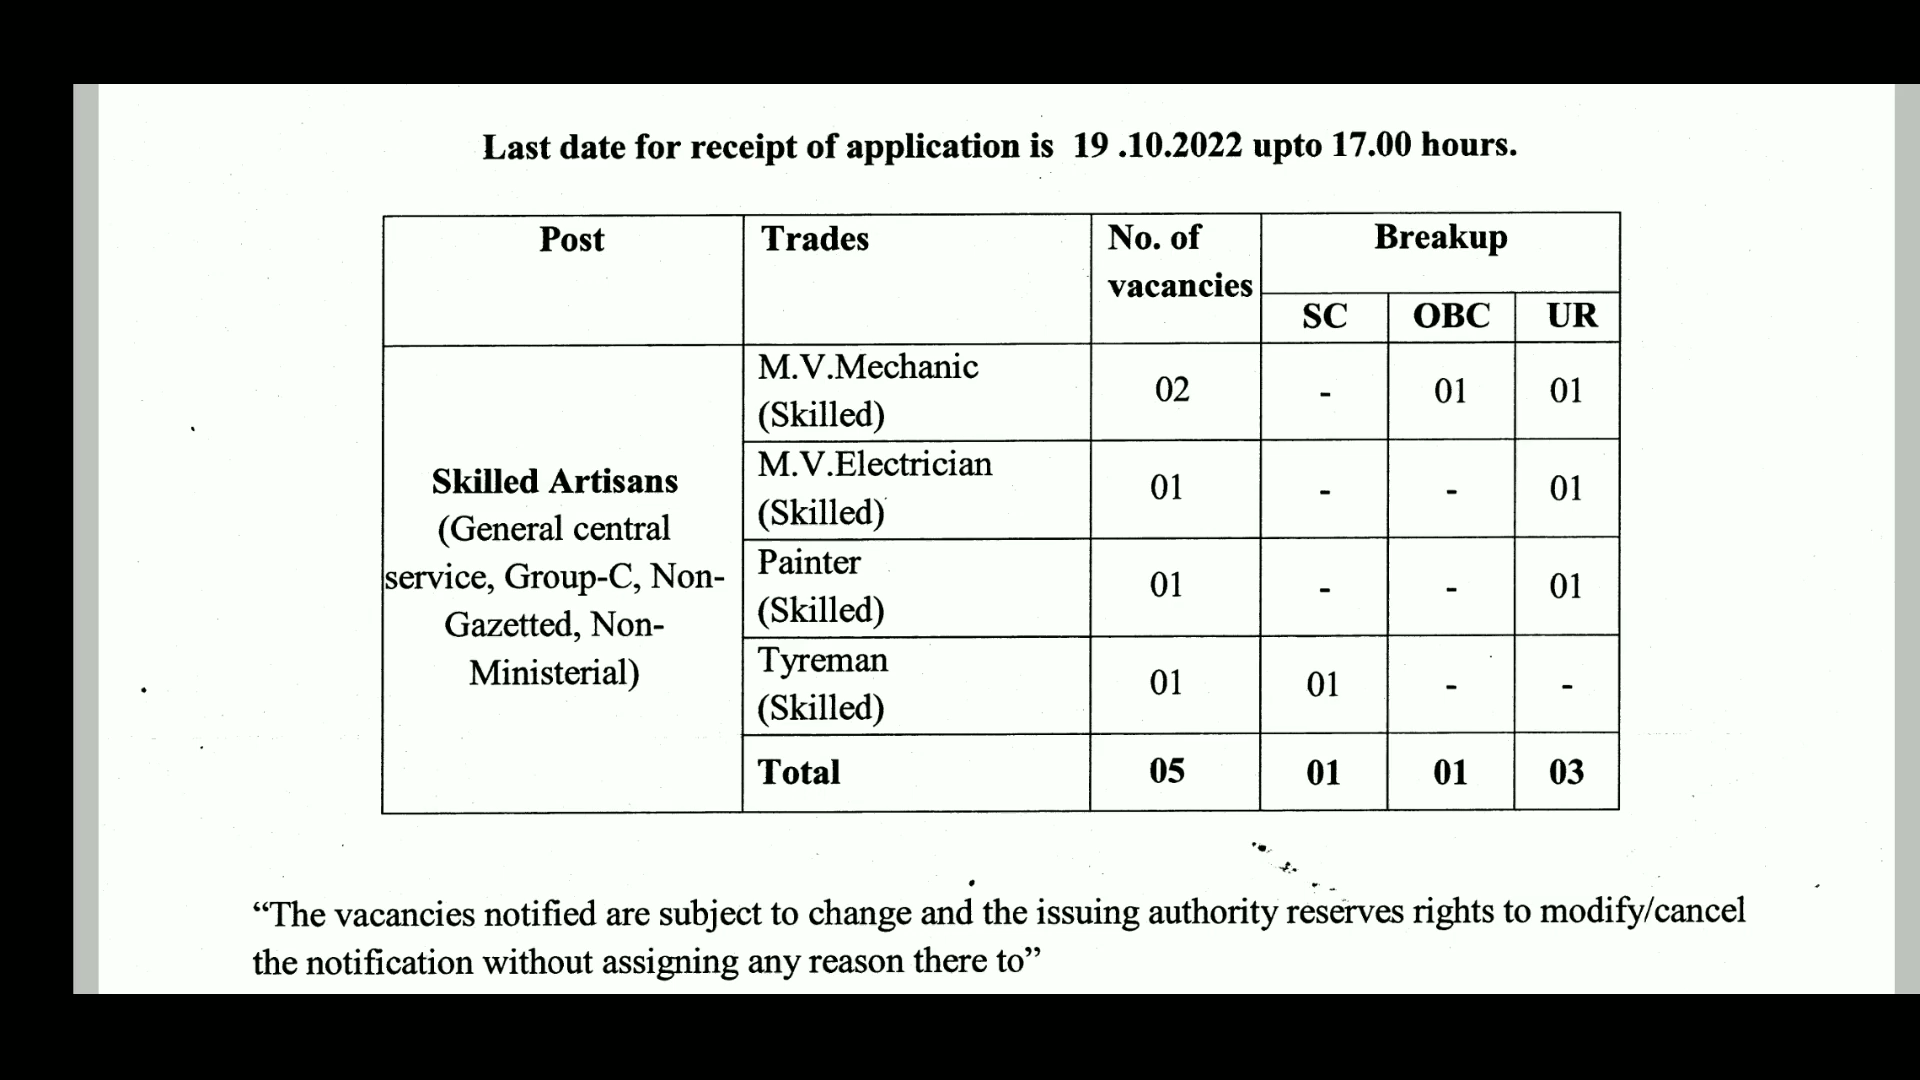 Last date for receipt of application is 19 .10.2022 upto 17.00 hours.
Post Trades No. of vacancies Breakup
SC OBC UR
Skilled Artisans
(General central
service, Group-C, Non-
Gazetted, Non-
Ministerial)
M.V.Mechanic
(Skilled)
02 - 01 01
M.V.Electrician
(Skilled)
01 - - 01
Painter
(Skilled)
01 - - 01
Tyreman
(Skilled)
01 01 - -
Total 05 01 01 03
“The vacancies notified are subject to change and the issuing authority reserves rights to modify/cancel
the notification without assigning any reason there to”